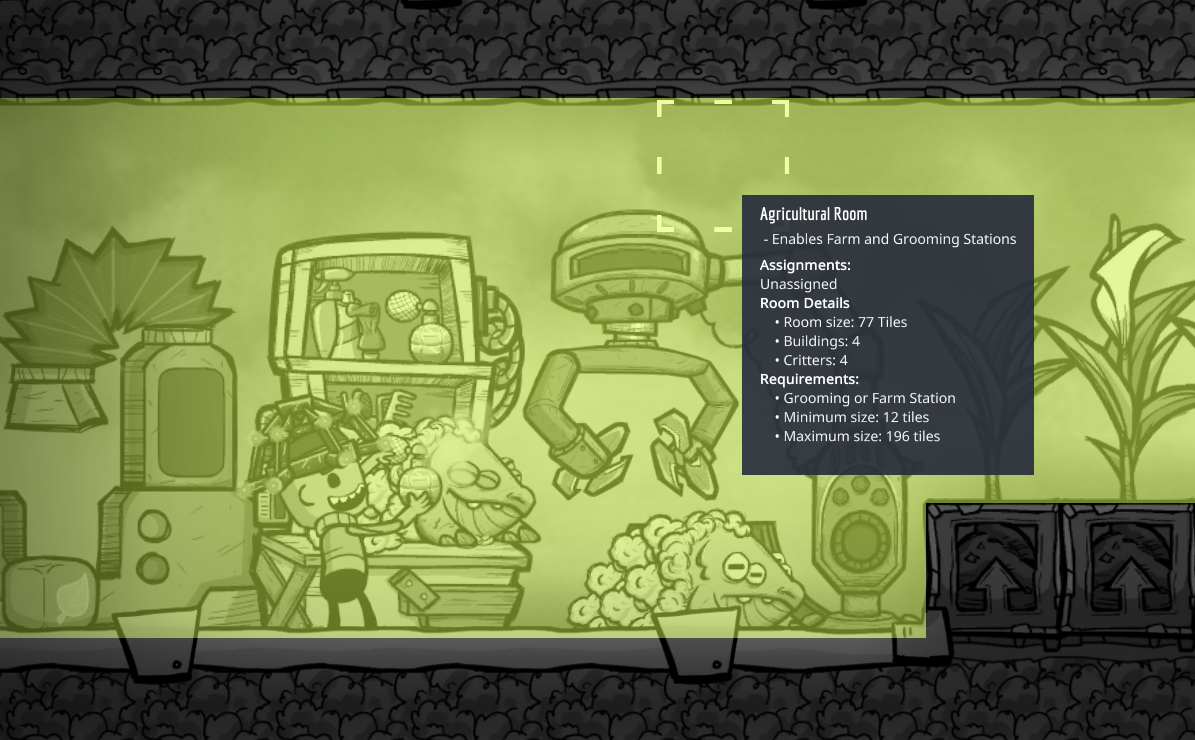 Agricultural Room
- Enables Farm and Grooming Stations
Assignments:
Unassigned
Room Details
• Room size: 77 Tiles
• Buildings: 4
• Critters: 4
Requirements:
• Grooming or Farm Station
• Minimum size: 12 tiles
• Maximum size: 196 tiles